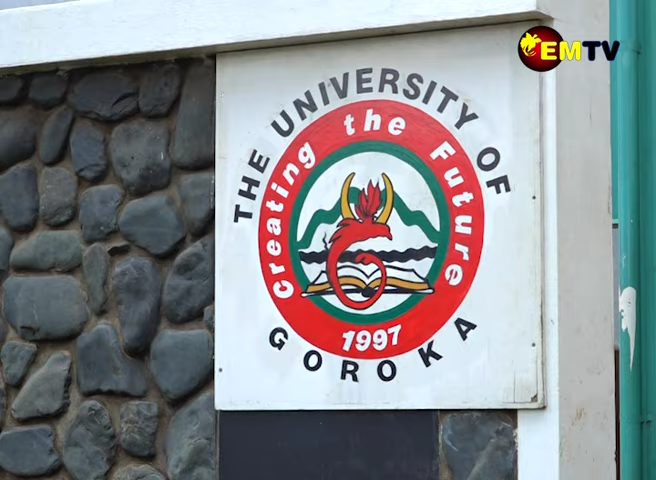 EMTV
THE UNIVERSITY OF
Creating the Future
1997
GOROKA